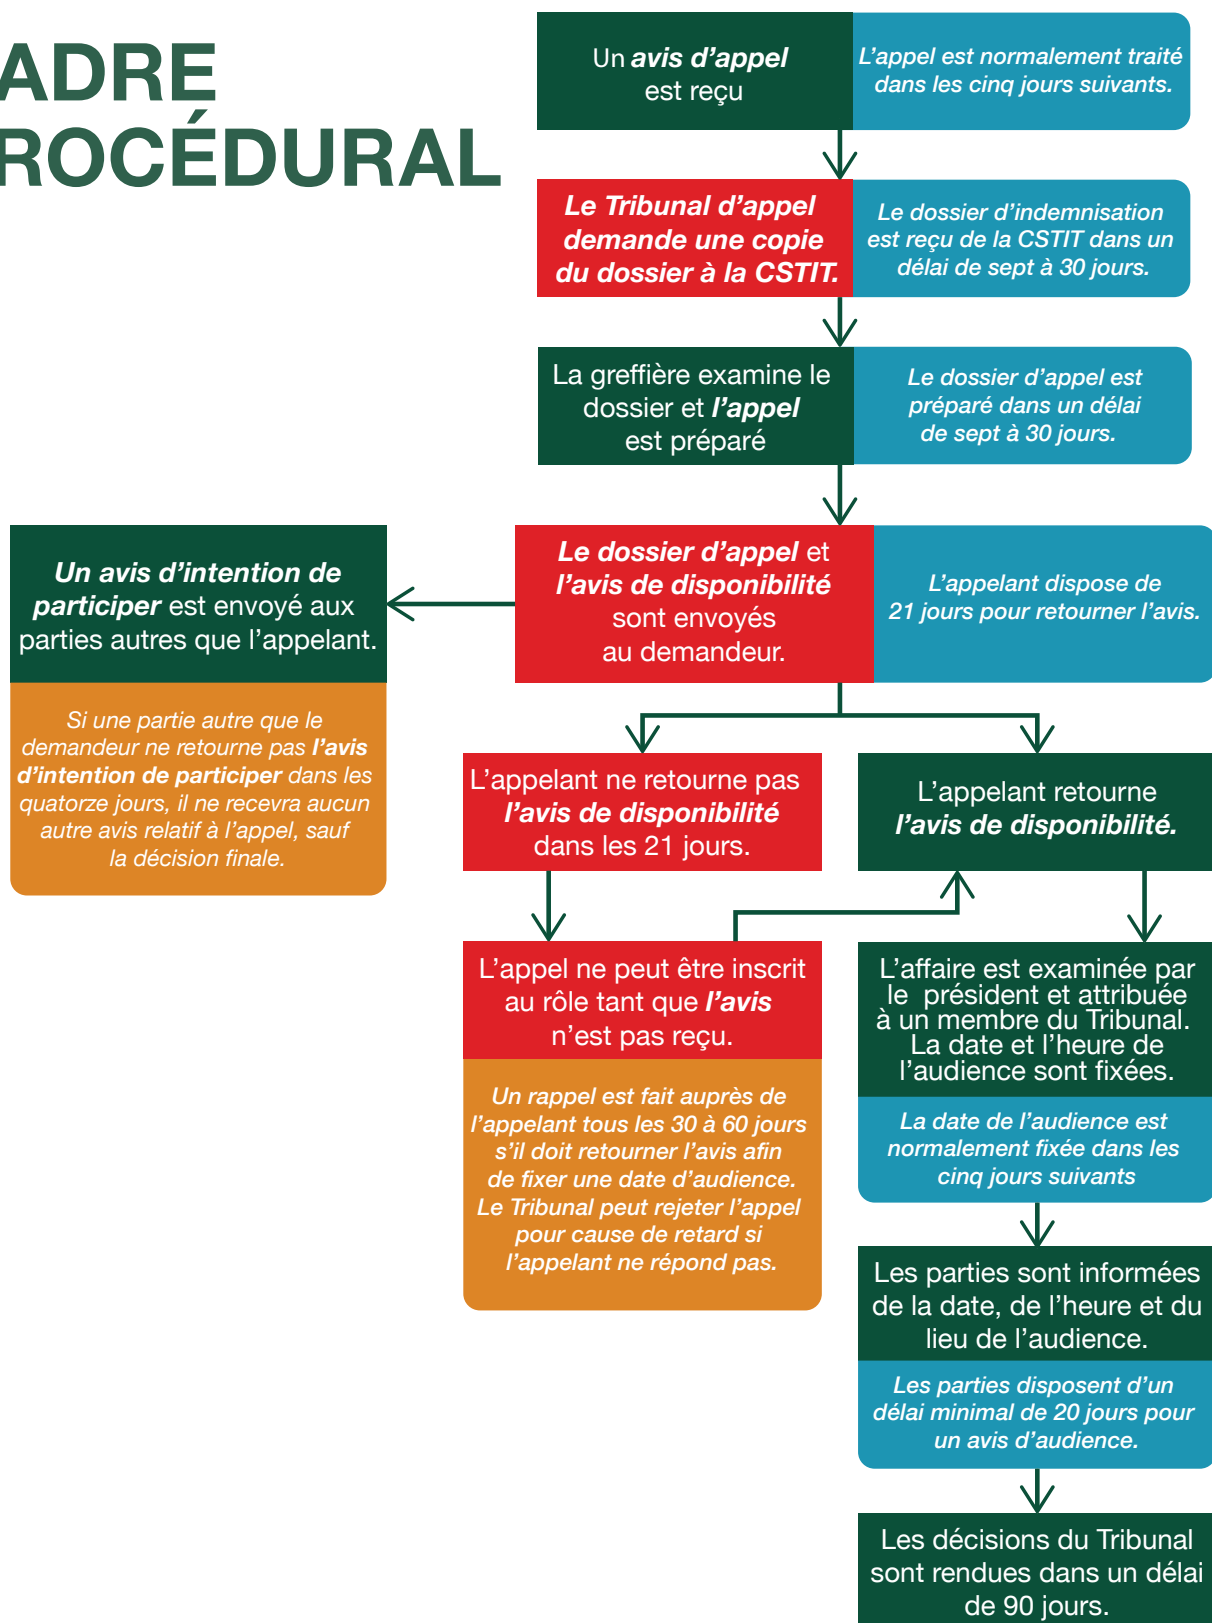 ADRE
ROCÉDURAL
Un avis d’appel
est reçu
L’appel est normalement traité
dans les cinq jours suivants.
Le Tribunal d’appel
demande une copie
du dossier à la CSTIT.
Le dossier d’indemnisation
est reçu de la CSTIT dans un
délai de sept à 30 jours.
La greffière examine le
dossier et l’appel
est préparé
Le dossier d’appel est
préparé dans un délai
de sept à 30 jours.
Un avis d’intention de
participer est envoyé aux
parties autres que l’appelant.
Si une partie autre que le
demandeur ne retourne pas l’avis
d’intention de participer dans les
quatorze jours, il ne recevra aucun
autre avis relatif à l’appel, sauf
la décision finale.
Le dossier d’appel et
l’avis de disponibilité
sont envoyés
au demandeur.
L’appelant dispose de
21 jours pour retourner l’avis.
L’appelant ne retourne pas
l’avis de disponibilité
dans les 21 jours.
L’appelant retourne
l’avis de disponibilité.
L’appel ne peut être inscrit
au rôle tant que l’avis
n’est pas reçu.
Un rappel est fait auprès de
l’appelant tous les 30 à 60 jours
s’il doit retourner l’avis afin
de fixer une date d’audience.
Le Tribunal peut rejeter l’appel
pour cause de retard si
l’appelant ne répond pas.
L’affaire est examinée par
le président et attribuée
à un membre du Tribunal.
La date et l’heure de
l’audience sont fixées.
La date de l’audience est
normalement fixée dans les
cinq jours suivants
Les parties sont informées
de la date, de l’heure et du
lieu de l’audience.
Les parties disposent d’un
délai minimal de 20 jours pour
un avis d’audience.
Les décisions du Tribunal
sont rendues dans un délai
de 90 jours.